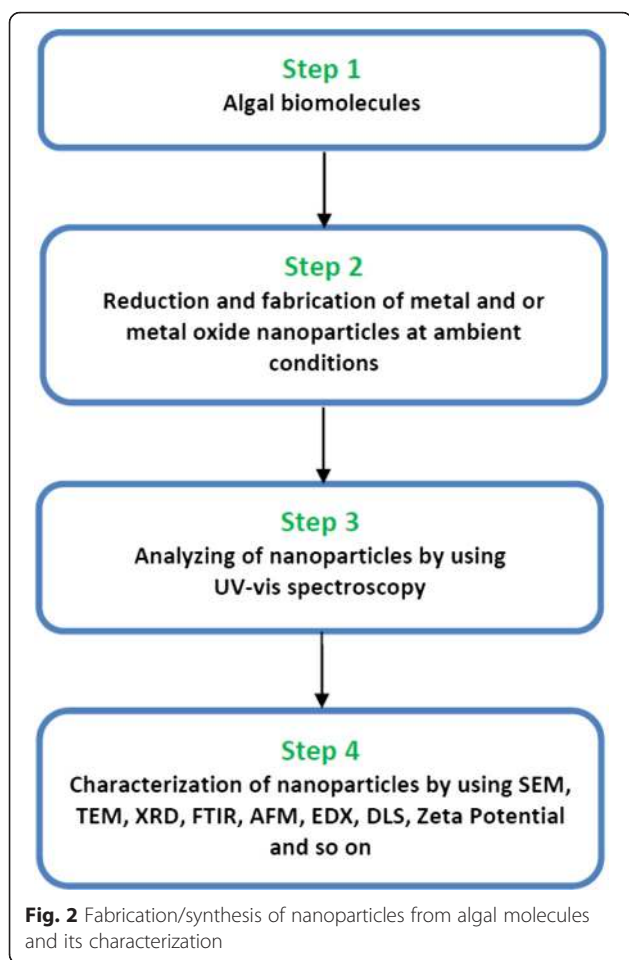 Step 1
Algal biomolecules
Step 2
Reduction and fabrication of metal and or
metal oxide nanoparticles at ambient
conditions
Step 3
Analyzing of nanoparticles by using
UV-vis spectroscopy
Step 4
Characterization of nanoparticles by using SEM,
TEM, XRD, FTIR, AFM, EDX, DLS, Zeta Potential
and so on
Fig. 2 Fabrication/synthesis of nanoparticles from algal molecules
and its characterization